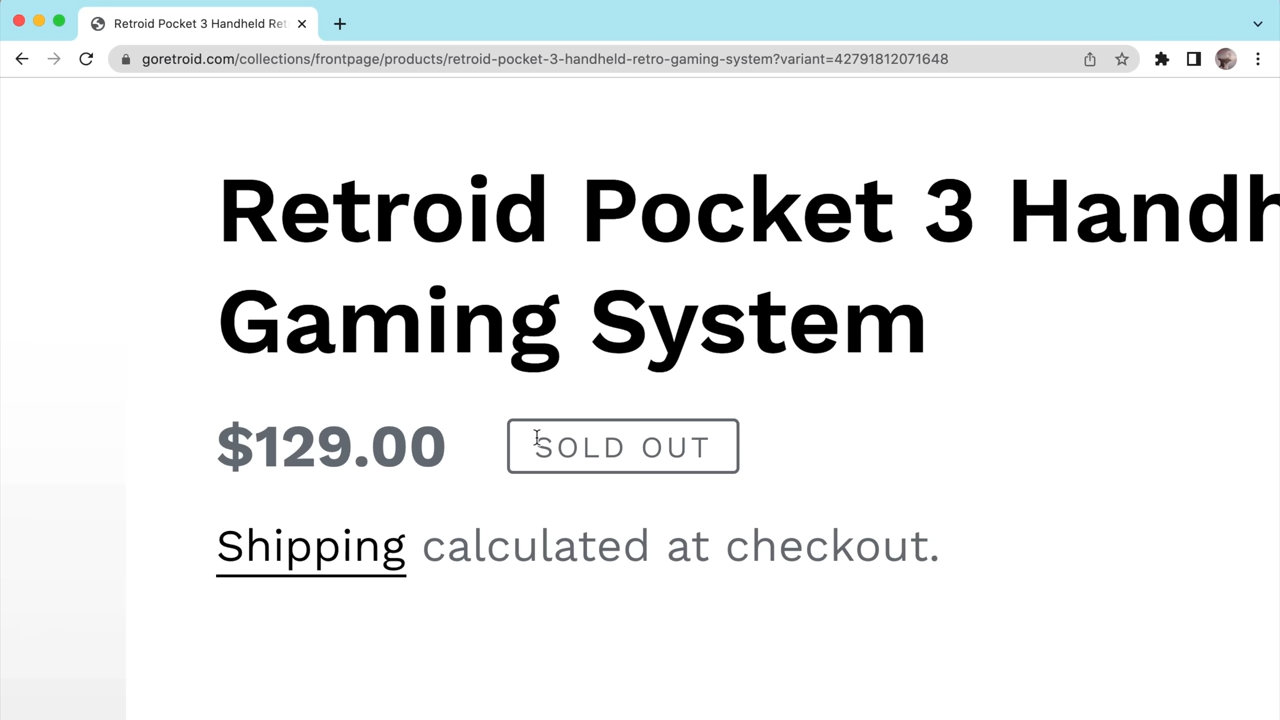 Retroid Pocket 3 Handheld Ret
goretroid.com/collections/frontpage/products/retroid-pocket-3-handheld-retro-gaming-system?variant=42791812071648
Retroid Pocket 3 Handh
Gaming System
$129.00 SOLD OUT
Shipping calculated at checkout.